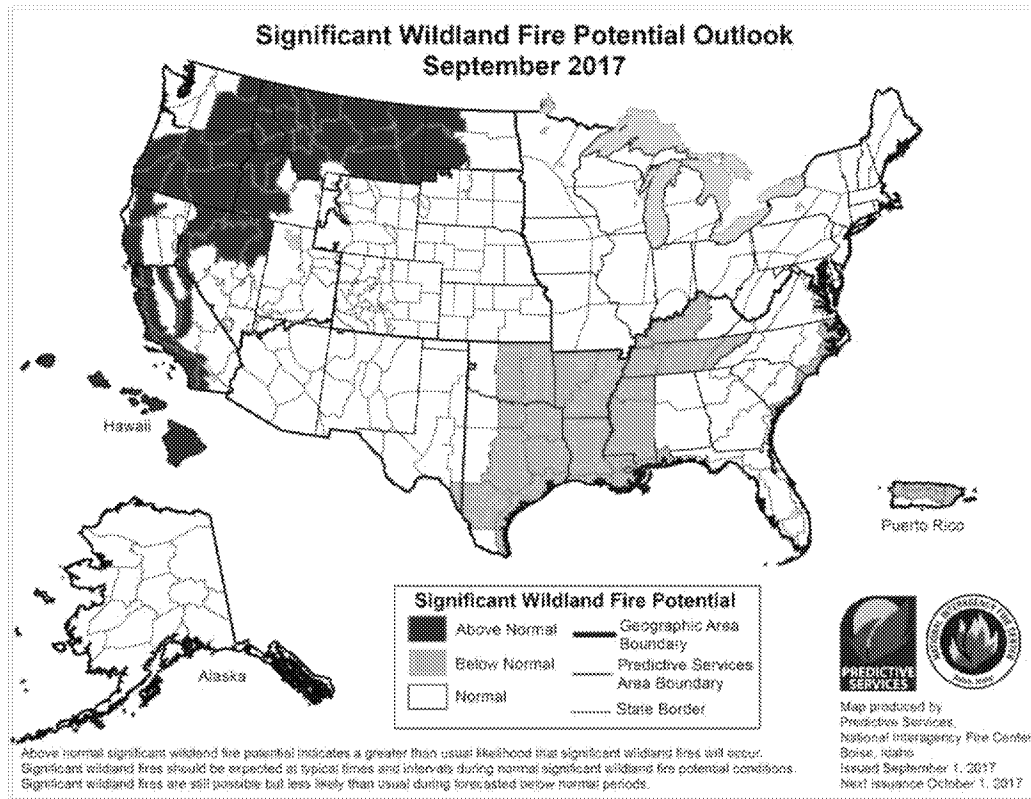 Significant Wildland Fire Potential Outlook
September 2017
Hawaii
Puerto Rico
Alaska
Significant Wildland Fire Potential
Above Normal
Below Normal
Normal
Geographic Area
Boundary
Predictive Services
Area Boundary
State Border
PREDICTIVE
SERVICES
Map produced by
Predictive Services,
National Interagency Fire Center
Boise, Idaho
Issued September 1, 2017
Next issuance October 1, 2017
Above normal significant wildland fire potential indicates a greater than usual likelihood that significant wildland fires will occur.
Significant wildland fires should be expected at typical times and intervals during normal significant wildland fire potential conditions.
Significant wildland fires are still possible but less likely than usual during forecasted below normal periods.